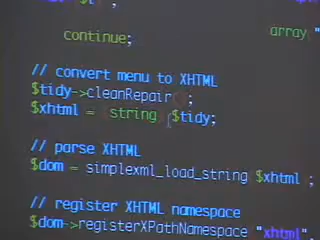 continue;
array "
// convert menu to XHTML
$tidy->cleanRepair();
$xhtml = (string) $tidy;
// parse XHTML
$dom = simplexml_load_string($xhtml);
// register XHTML namespace
$dom->registerXPathNamespace("xhtml"